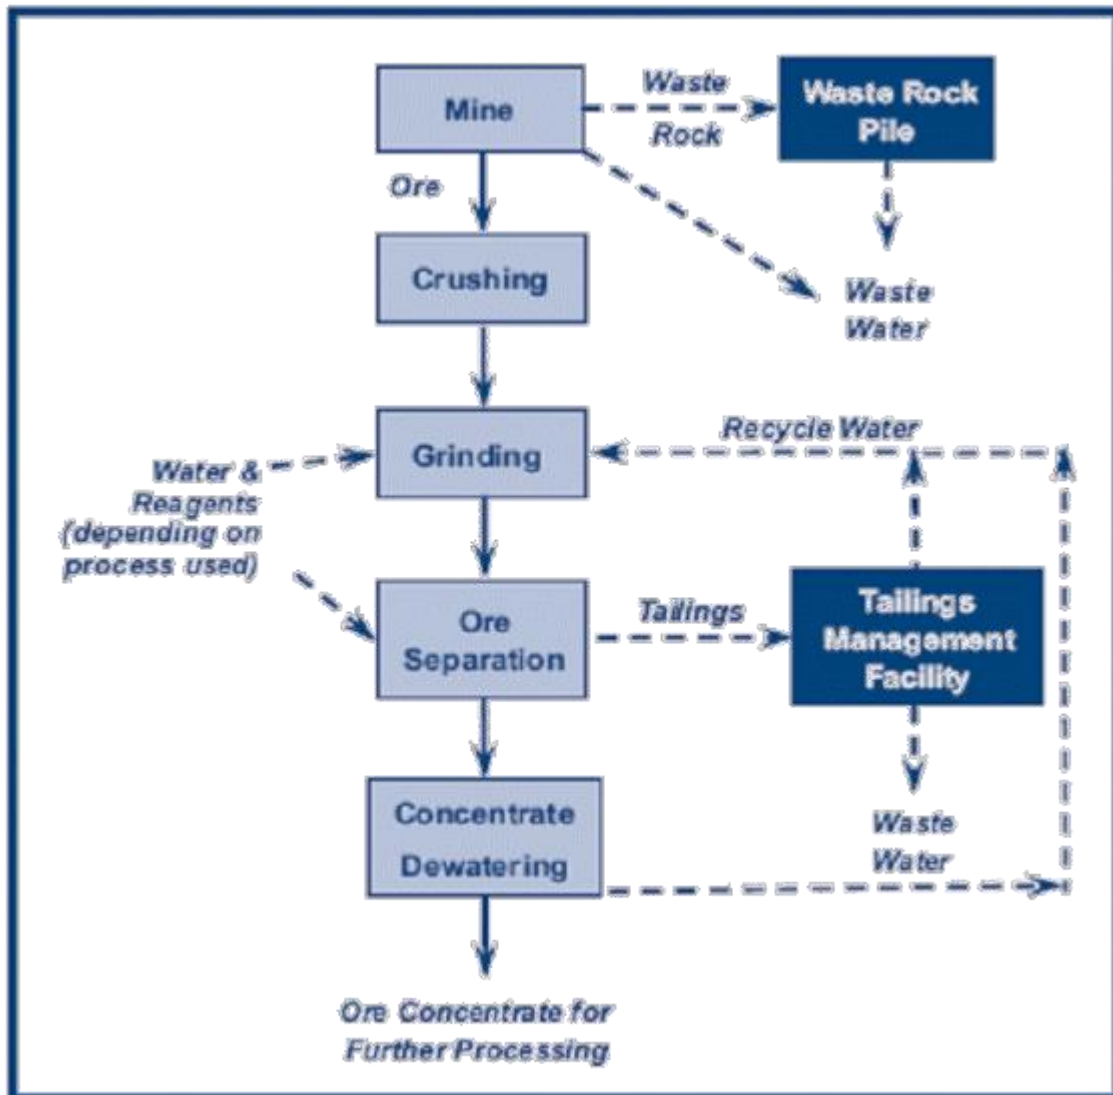 Mine
Waste
Rock
Waste Rock
Pile
Ore
Crushing
Waste
Water
Grinding
Recycle Water
Water &
Reagents
(depending on
process used)
Ore
Separation
Tailings
Tailings
Management
Facility
Concentrate
Dewatering
Waste
Water
Ore Concentrate for
Further Processing